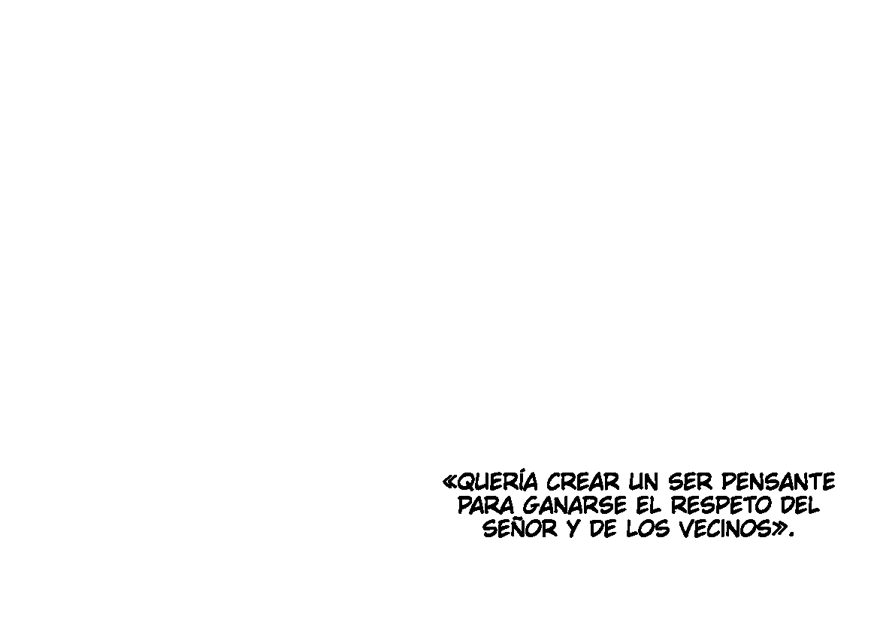 «QUERÍA CREAR UN SER PENSANTE
PARA GANARSE EL RESPETO DEL
SEÑOR Y DE LOS VECINOS».